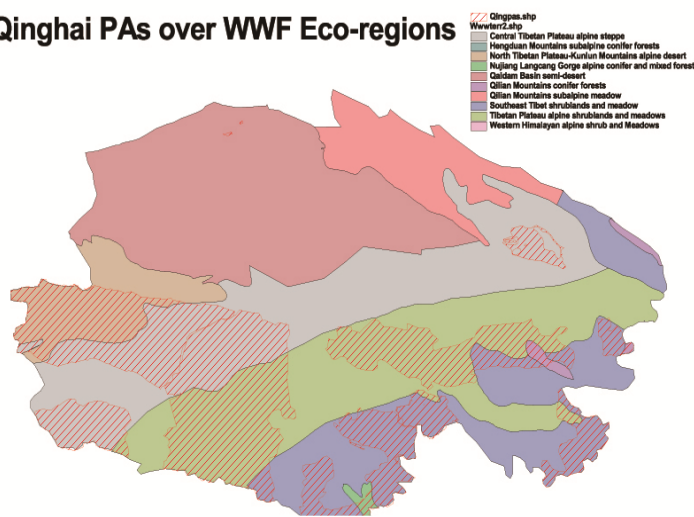 Qinghai PAs over WWF Eco-regions
Qingpas.shp
Wwwterr2.shp
Central Tibetan Plateau alpine steppe
Hengduan Mountains subalpine conifer forests
North Tibetan Plateau-Kunlun Mountains alpine desert
Nujiang Langcang Gorge alpine conifer and mixed forest
Qaidam Basin semi-desert
Qilian Mountains conifer forests
Qilian Mountains subalpine meadow
Southeast Tibet shrublands and meadow
Tibetan Plateau alpine shrublands and meadows
Western Himalayan alpine shrub and Meadows